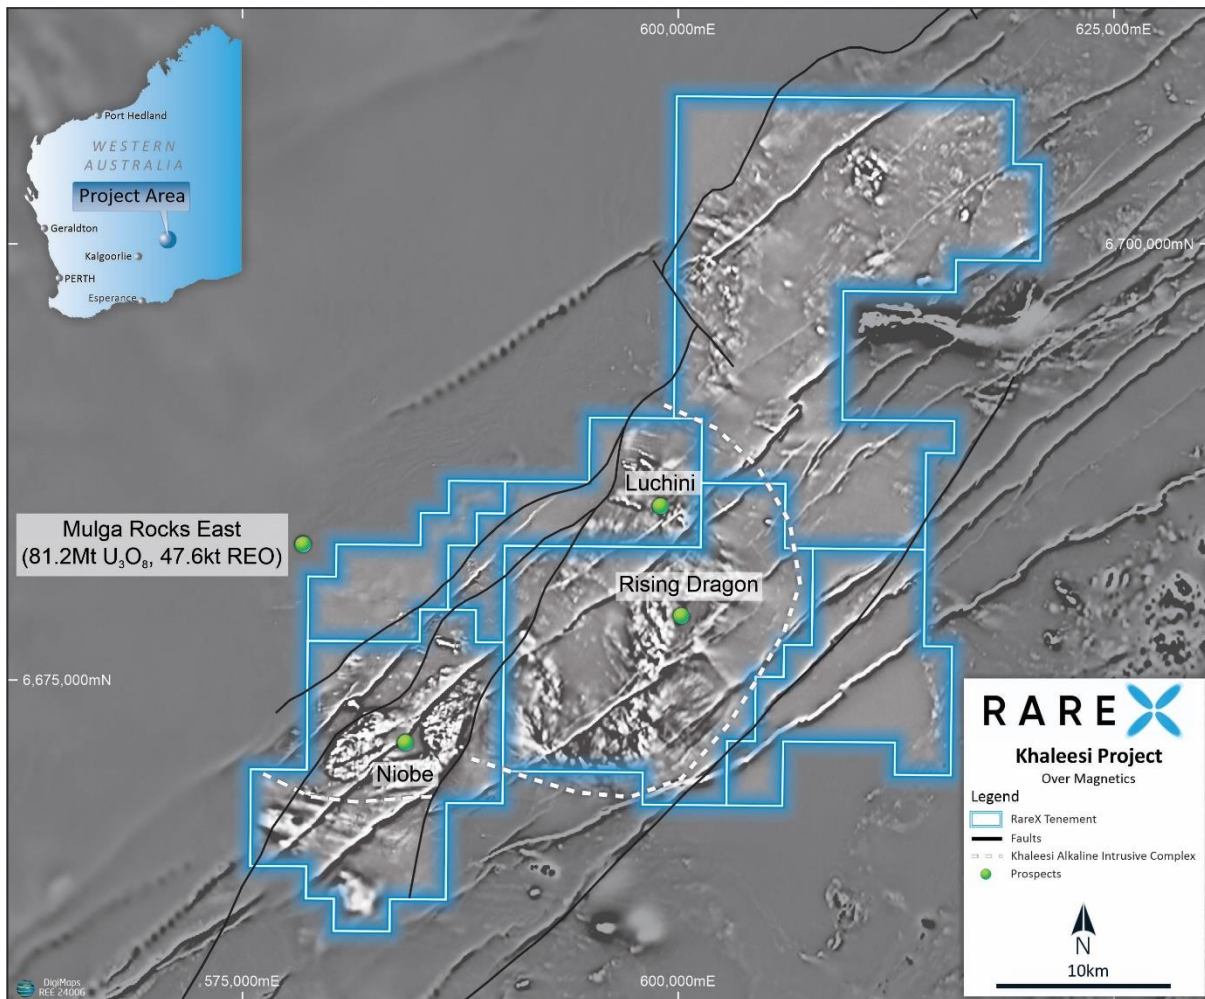 600,000mE
625,000mE
Port Hedland
WESTERN
AUSTRALIA
Project Area
Geraldton
Kalgoorlie
PERTH
Esperance
6,700,000mN
Luchini
Mulga Rocks East
(81.2Mt U₃O₈, 47.6kt REO)
Rising Dragon
6,675,000mN
Niobe
RAREX
Khaleesi Project
Over Magnetics
Legend
RareX Tenement
Faults
Khaleesi Alkaline Intrusive Complex
Prospects
N
10km
DigiMaps
REE 24006
575,000mE
600,000mE